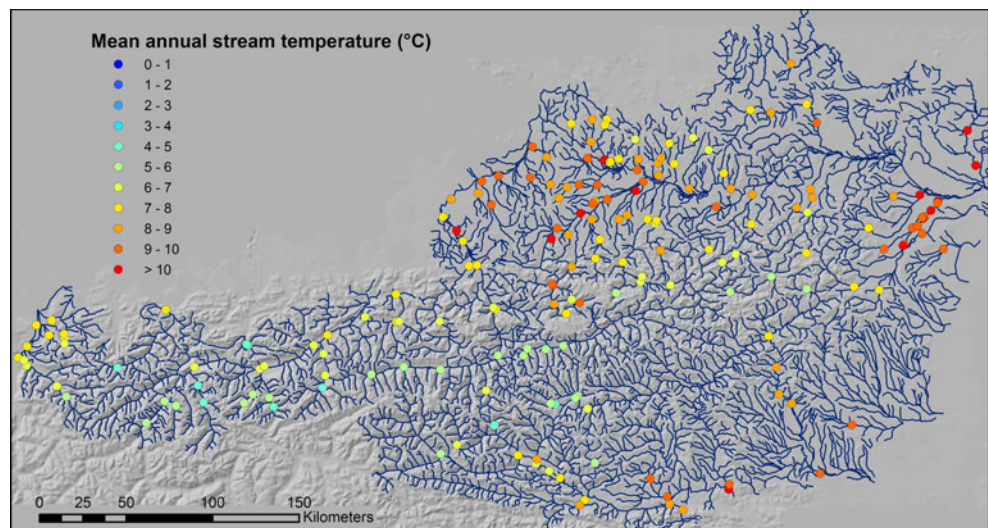 Mean annual stream temperature (°C)
0 - 1
1 - 2
2 - 3
3 - 4
4 - 5
5 - 6
6 - 7
7 - 8
8 - 9
9 - 10
> 10
0 25 50 100 150
Kilometers